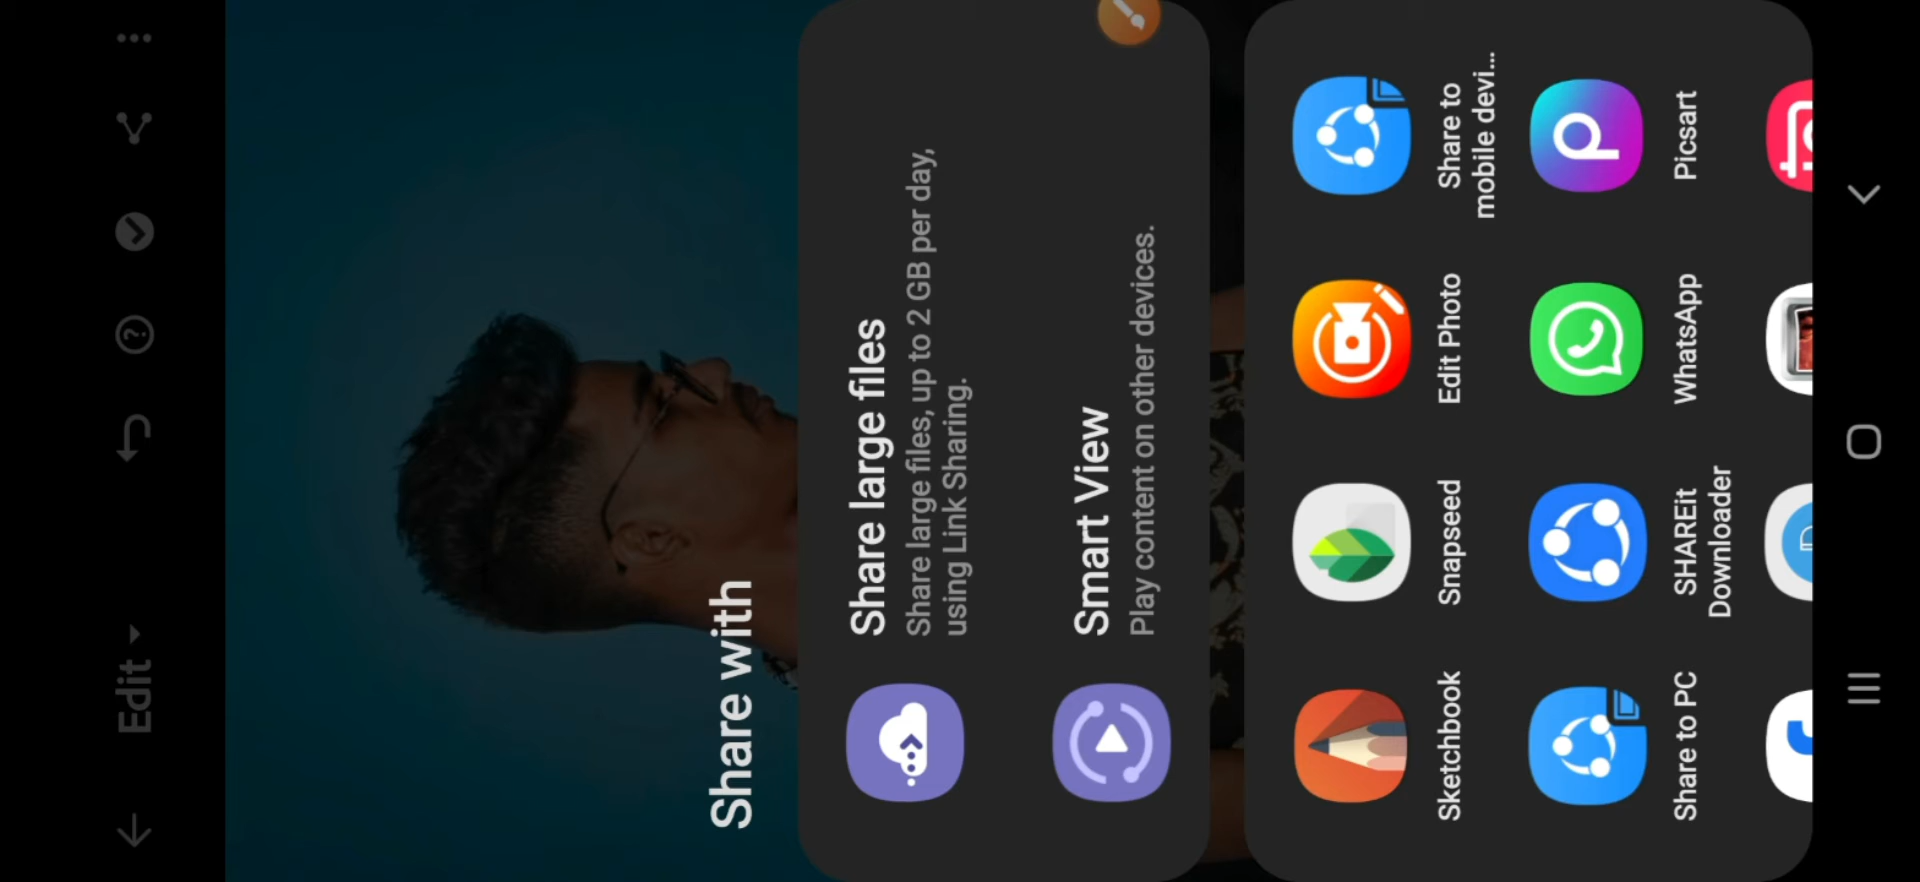 Edit
Share with
Share large files
Share large files, up to 2 GB per day,
using Link Sharing.
Smart View
Play content on other devices.
Sketchbook
Snapseed
Edit Photo
Share to
mobile devi...
Share to PC
SHAREit
Downloader
WhatsApp
Picsart